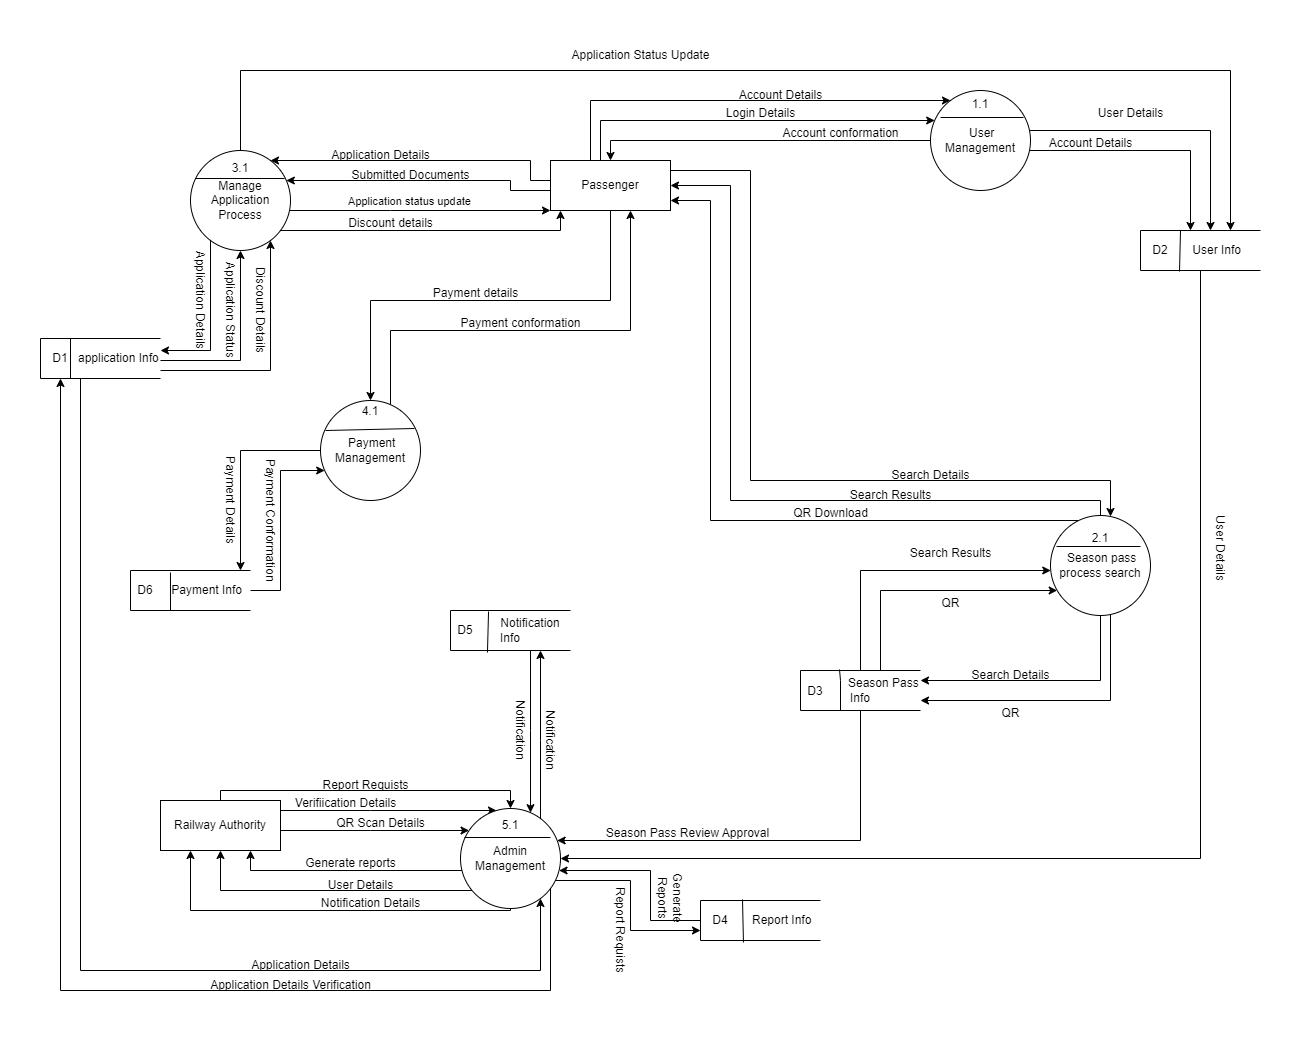 Application Status Update
Account Details
1.1
User
Management
Login Details
Account conformation
User Details
Account Details
Application Details
3.1
Manage
Application
Process
Submitted Documents
Passenger
Application status update
Discount details
D2
User Info
Application Details
Application Status
Discount Details
Payment details
Payment conformation
D1
application Info
4.1
Payment
Management
Payment Details
Payment Conformation
Search Details
Search Results
QR Download
2.1
Season pass
process search
User Details
Search Results
QR
D6
Payment Info
D5
Notification
Info
Search Details
D3
Season Pass
Info
QR
Notification
Notification
Report Requists
Verifiication Details
Railway Authority
QR Scan Details
5.1
Admin
Management
Season Pass Review Approval
Generate reports
User Details
Notification Details
Generate
Reports
Report Requists
D4
Report Info
Application Details
Application Details Verification